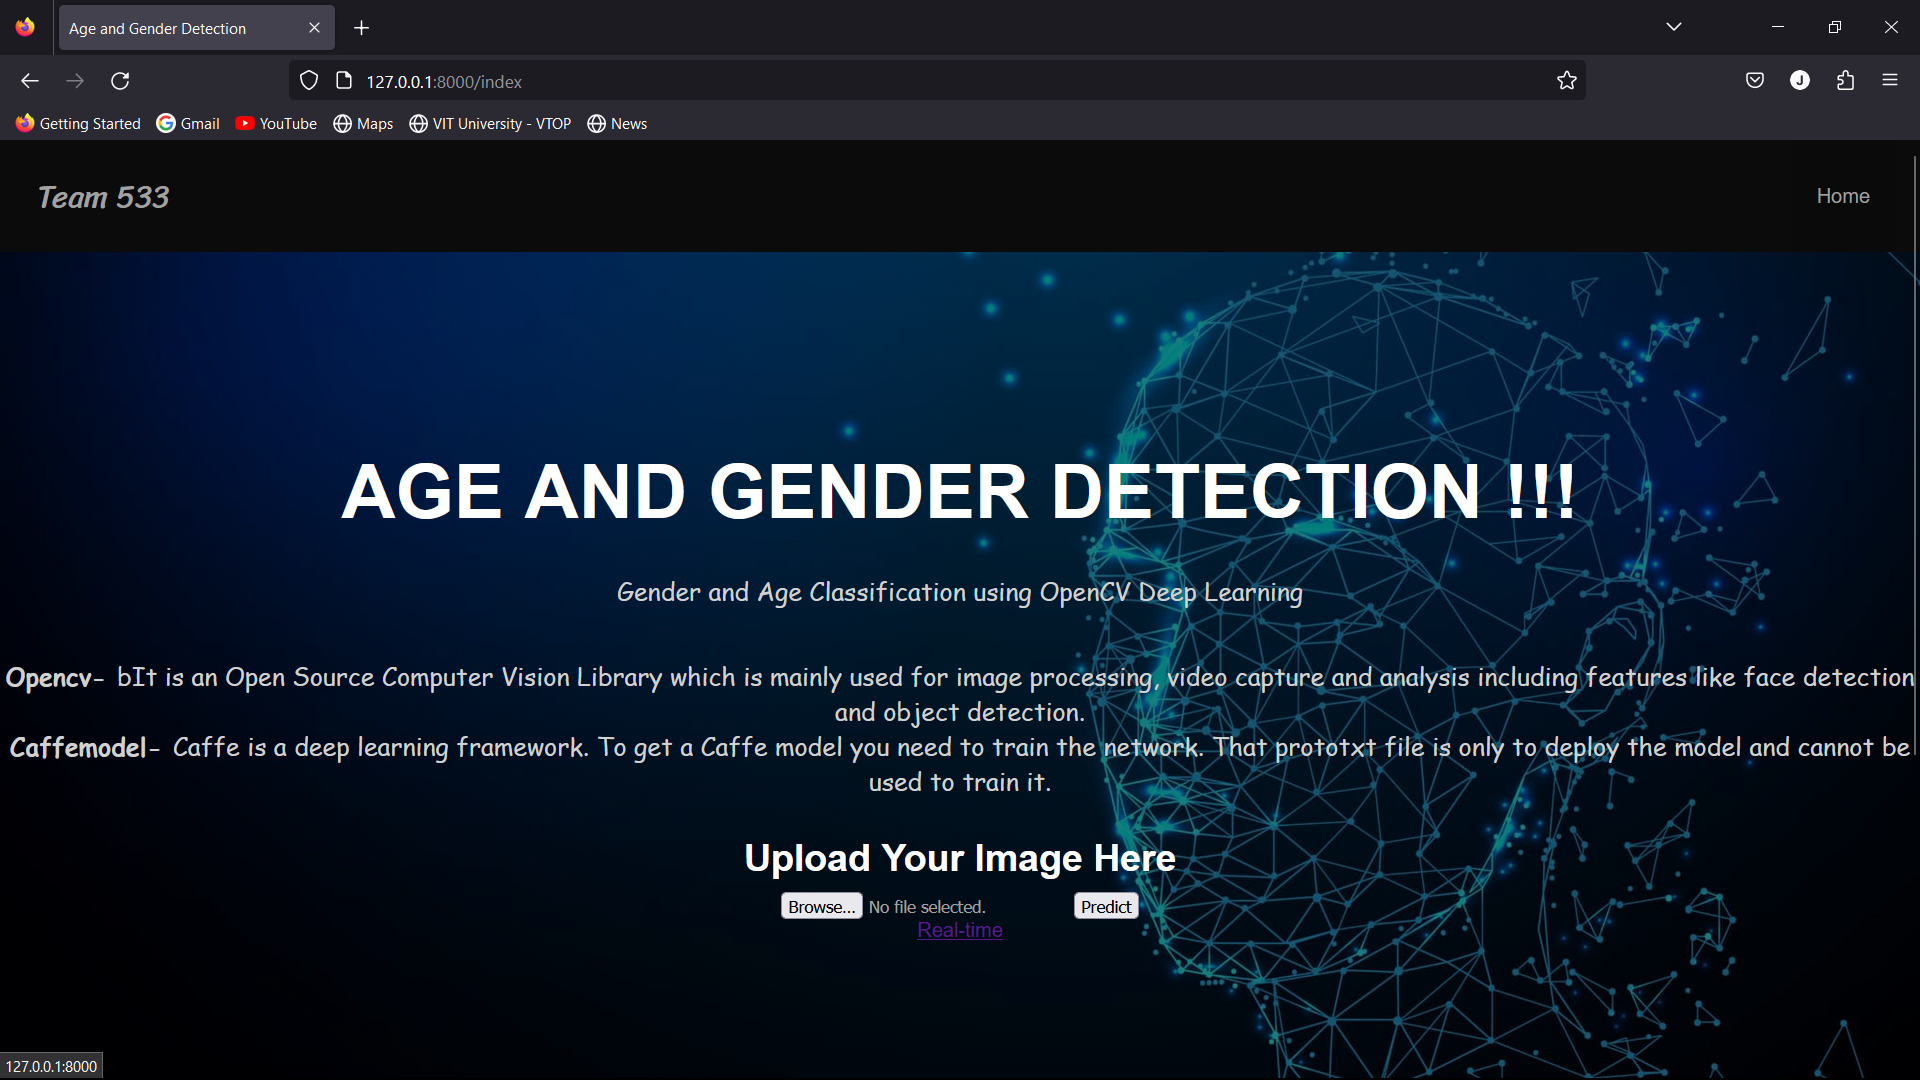 Age and Gender Detection
127.0.0.1:8000/index
J
Getting Started Gmail YouTube Maps VIT University - VTOP News
Team 533 Home
AGE AND GENDER DETECTION !!!
Gender and Age Classification using OpenCV Deep Learning
Opencv- bIt is an Open Source Computer Vision Library which is mainly used for image processing, video capture and analysis including features like face detection
and object detection.
Caffemodel- Caffe is a deep learning framework. To get a Caffe model you need to train the network. That prototxt file is only to deploy the model and cannot be
used to train it.
Upload Your Image Here
Browse... No file selected. Predict
Real-time
127.0.0.1:8000